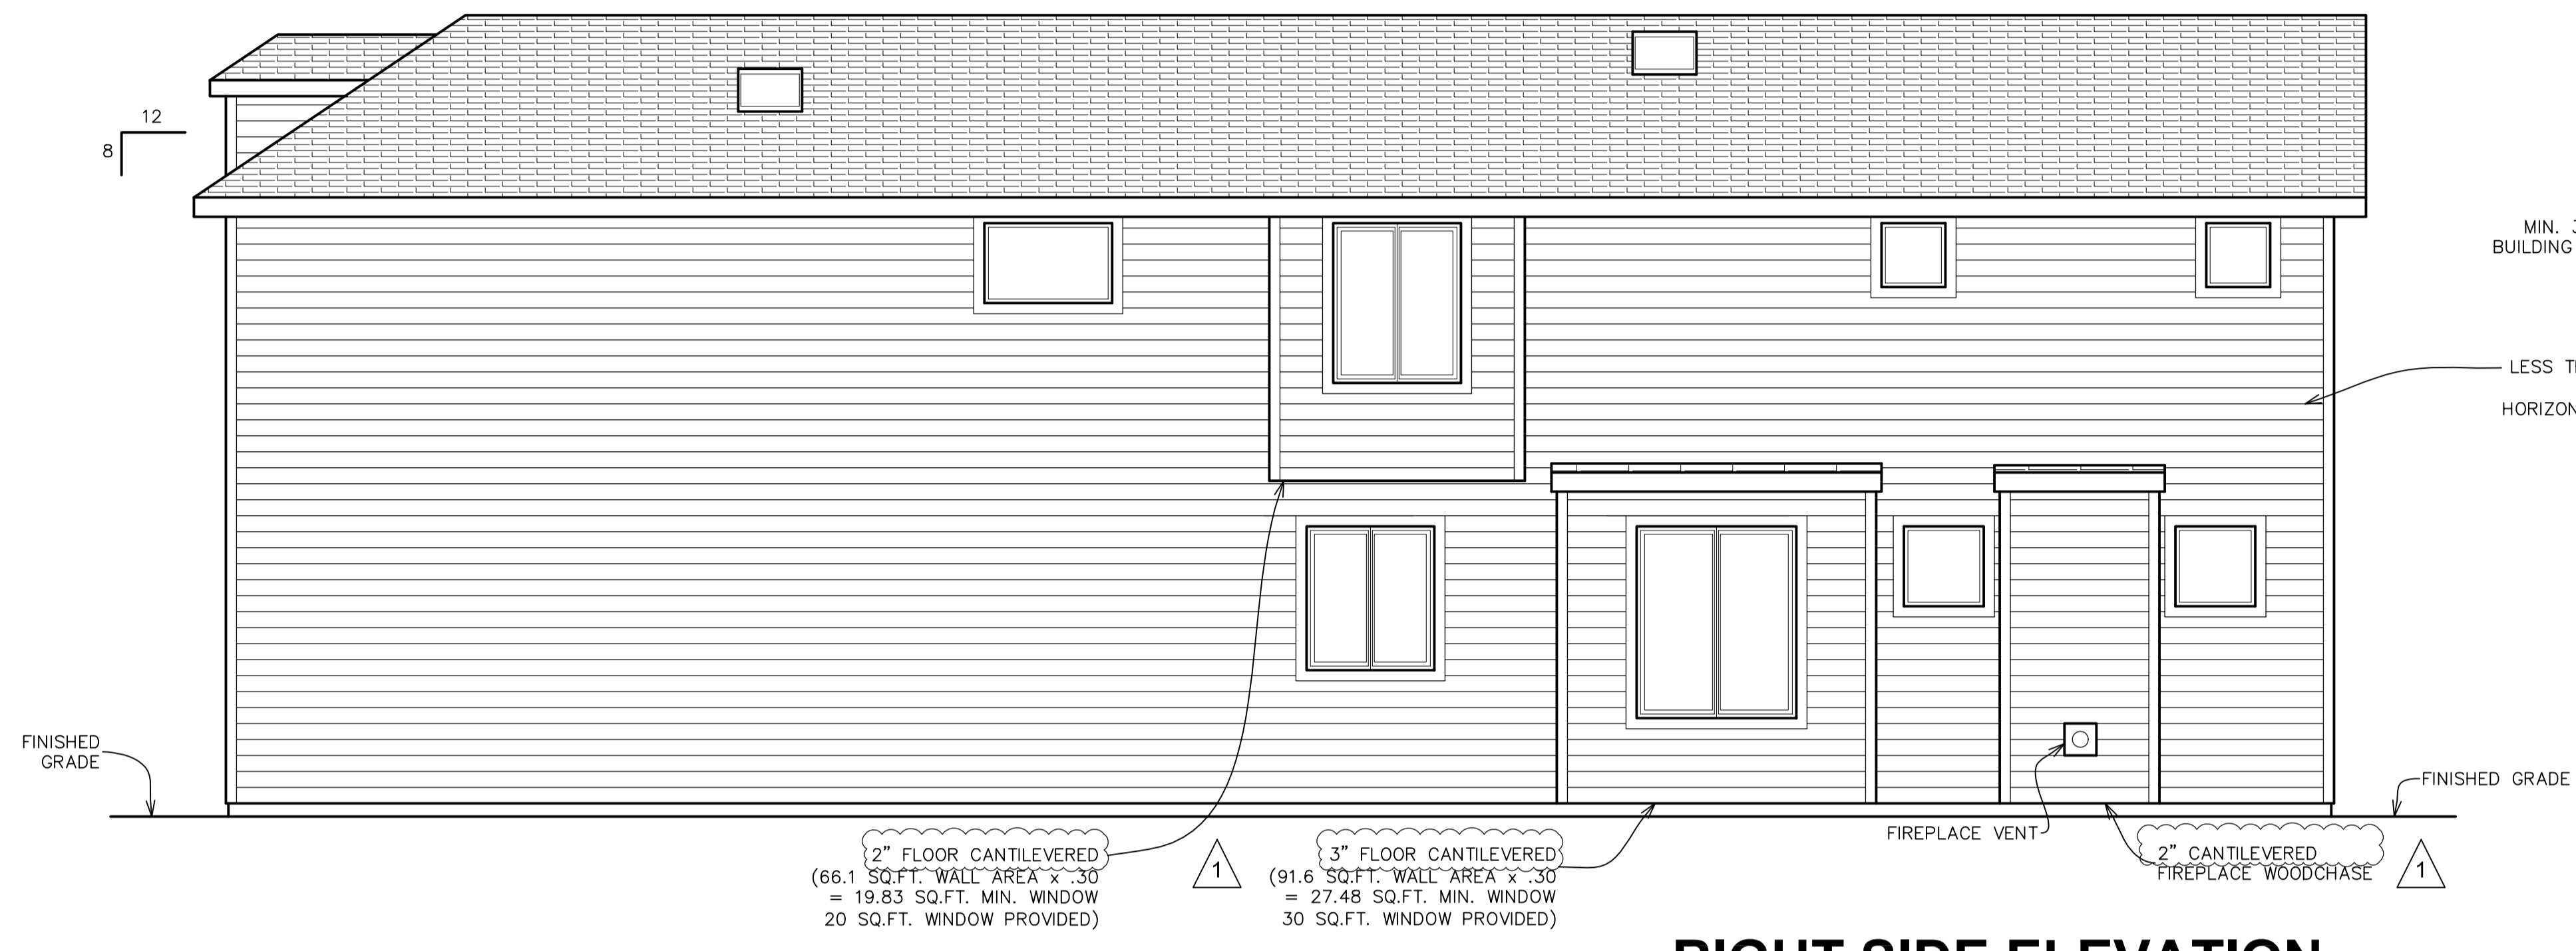 12
8
MIN.
BUILDING
LESS
FINISHED
GRADE
FINISHED GRADE
FIREPLACE VENT
2” FLOOR CANTILEVERED
(66.1 SQ.FT. WALL AREA x .30
= 19.83 SQ.FT. MIN. WINDOW
20 SQ.FT. WINDOW PROVIDED)
1
3” FLOOR CANTILEVERED
(91.6 SQ.FT. WALL AREA x .30
= 27.48 SQ.FT. MIN. WINDOW
30 SQ.FT. WINDOW PROVIDED)
2” CANTILEVERED
FIREPLACE WOODCHASE
1
RIGHT SIDE ELEVATION